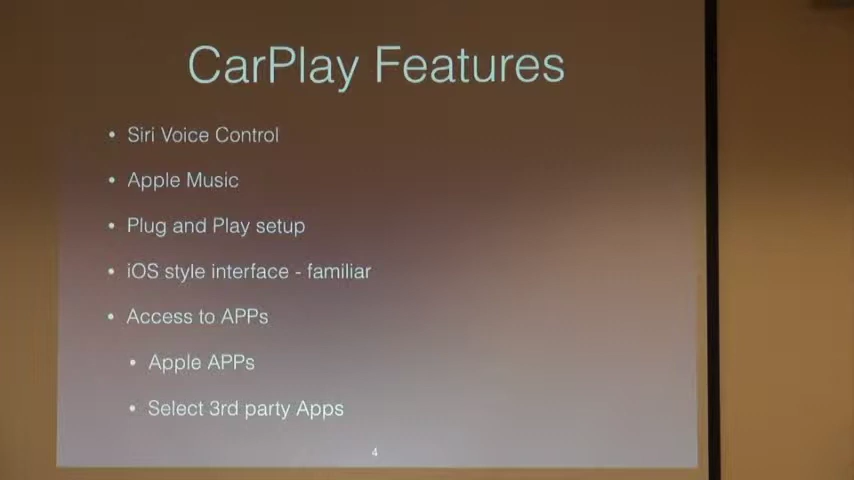 CarPlay Features
• Siri Voice Control
• Apple Music
• Plug and Play setup
• iOS style interface - familiar
• Access to APPs
• Apple APPs
• Select 3rd party Apps
4